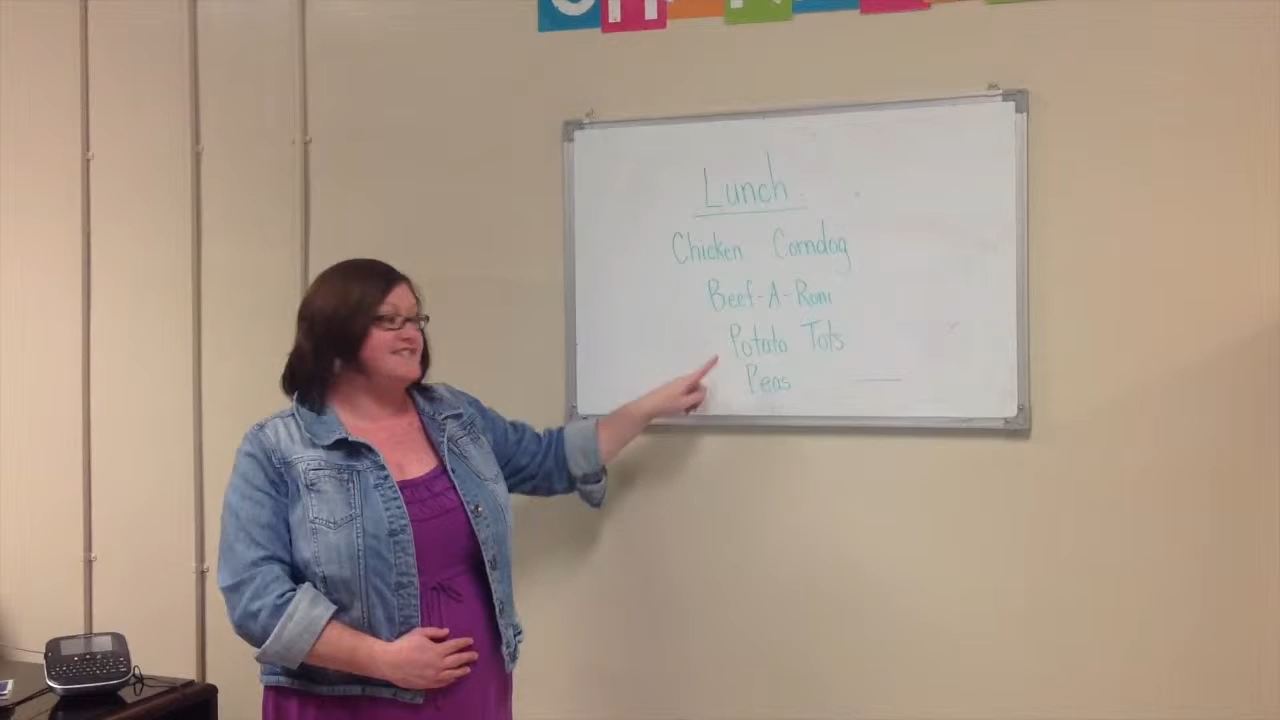 Lunch
Chicken Corndog
Beef-A-Roni
Potato Tots
Peas